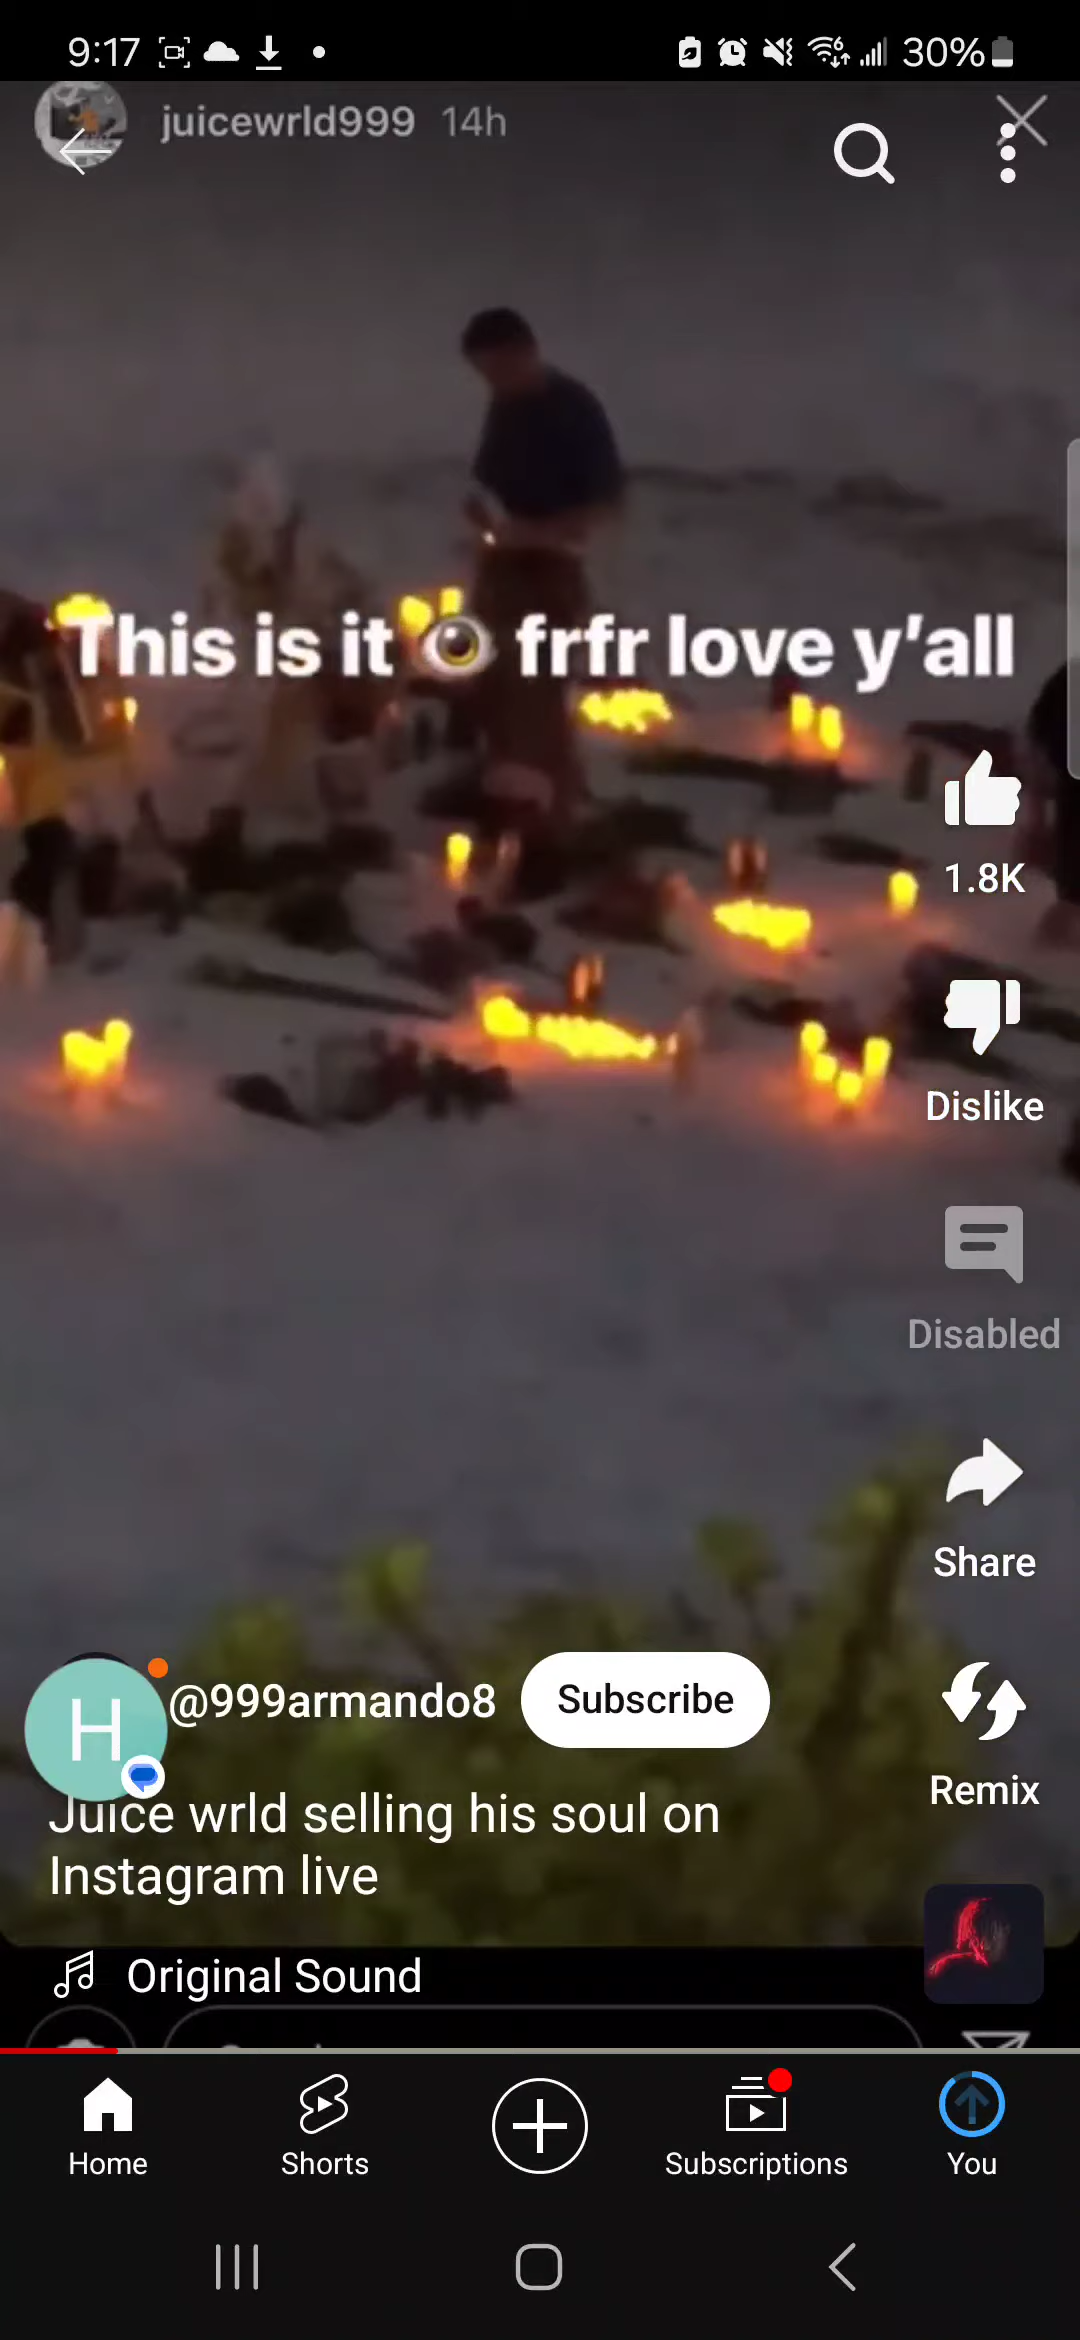 9:17
30%
juicewrld999 14h
This is it👁️ frfr love y'all
1.8K
Dislike
Disabled
Share
H
@999armando8
Subscribe
Remix
Juice wrld selling his soul on
Instagram live
Original Sound
Home
Shorts
Subscriptions
You